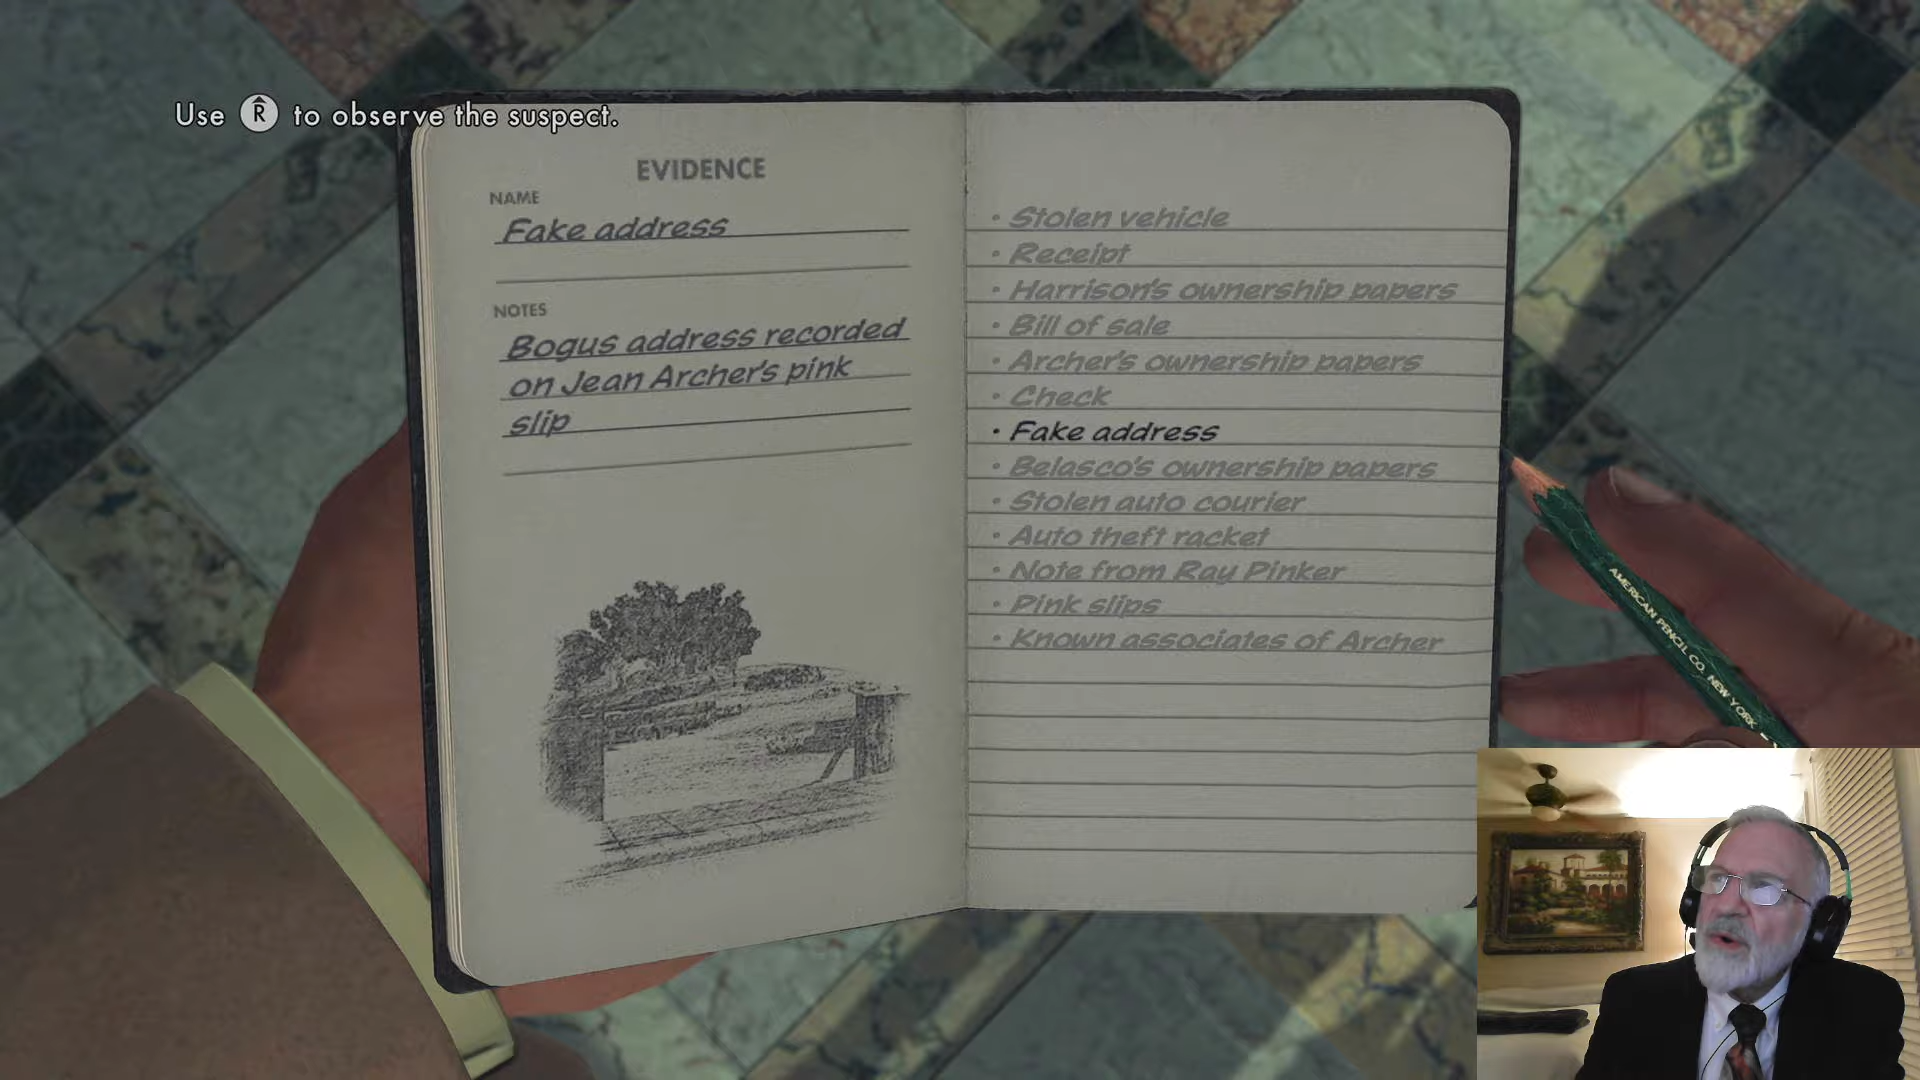 Use R to observe the suspect.
EVIDENCE
NAME
Fake address
NOTES
Bogus address recorded
on Jean Archer's pink
slip
• Stolen vehicle
• Receipt
• Harrison's ownership papers
• Bill of sale
• Archer's ownership papers
• Check
• Fake address
• Belasco's ownership papers
• Stolen auto courier
• Auto theft racket
• Note from Ray Pinker
• Pink slips
• Known associates of Archer
AMERICAN PENCIL CO. NEW YORK